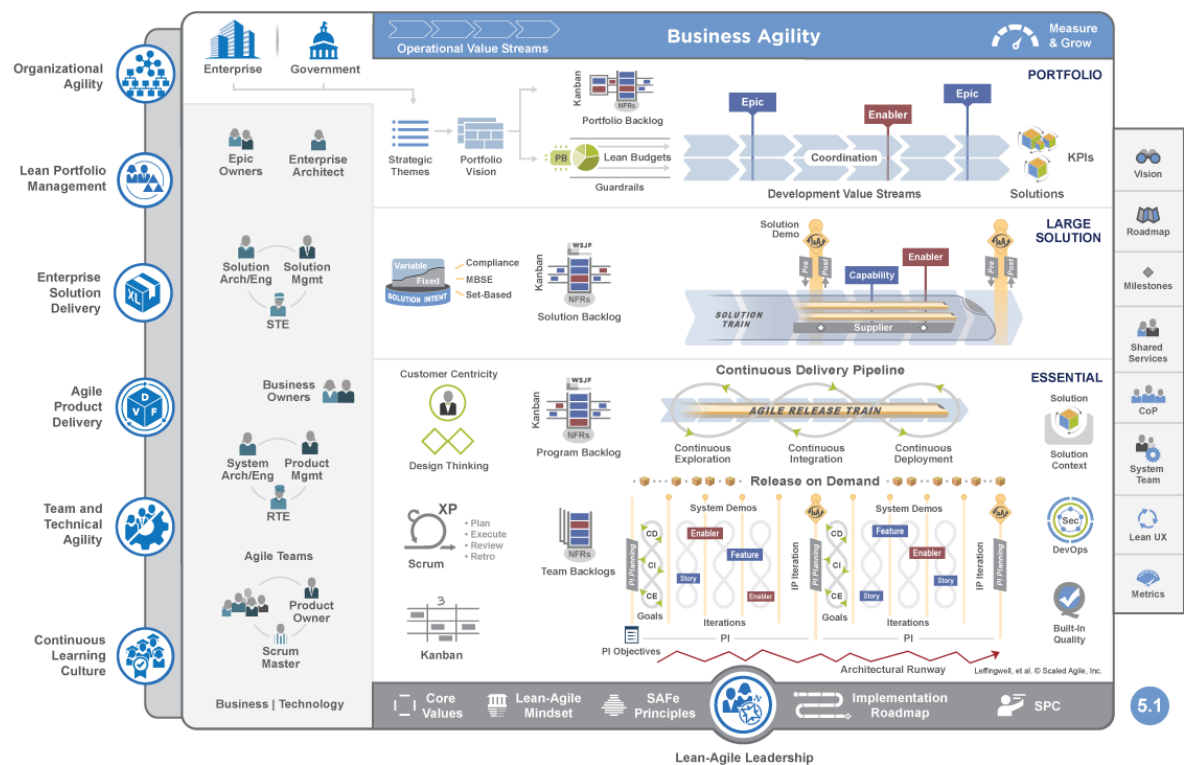 Organizational
Agility
Lean Portfolio
Management
Enterprise
Solution
Delivery
Agile
Product
Delivery
Team and
Technical
Agility
Continuous
Learning
Culture
XL
D
V F
Enterprise
Government
Operational Value Streams
Business Agility
Measure
& Grow
PORTFOLIO
Epic
Owners
Enterprise
Architect
Strategic
Themes
Portfolio
Vision
Kanban
NFRs
Portfolio Backlog
PB
Lean Budgets
Guardrails
Epic
Enabler
Epic
Coordination
Development Value Streams
KPIs
Solutions
LARGE
SOLUTION
Solution
Arch/Eng
Solution
Mgmt
STE
Variable
Fixed
SOLUTION INTENT
Compliance
MBSE
Set-Based
WSJF
Kanban
NFRs
Solution Backlog
Solution
Demo
I&A
Pre
Post
Capability
Enabler
I&A
Pre
Post
SOLUTION
TRAIN
Supplier
ESSENTIAL
Business
Owners
System
Arch/Eng
Product
Mgmt
RTE
Agile Teams
Product
Owner
Scrum
Master
Business | Technology
Customer Centricity
Design Thinking
WSJF
Kanban
NFRs
Program Backlog
Continuous Delivery Pipeline
AGILE RELEASE TRAIN
Continuous
Exploration
Continuous
Integration
Continuous
Deployment
Release on Demand
Solution
Solution
Context
XP
Scrum
• Plan
• Execute
• Review
• Retro
NFRs
Team Backlogs
3
Kanban
System Demos
PI Planning
CD
CI
CE
Goals
Enabler
Story
Feature
Enabler
Iterations
IP Iteration
I&A
PI Planning
CD
CI
CE
Goals
System Demos
Feature
Story
Enabler
Story
Iterations
IP Iteration
I&A
PI Planning
PI Objectives
PI
PI
Architectural Runway
Sec
DevOps
Built-In
Quality
Leffingwell, et al. © Scaled Agile, Inc.
Core
Values
Lean-Agile
Mindset
SAFe
Principles
Implementation
Roadmap
SPC
Lean-Agile Leadership
Vision
Roadmap
Milestones
Shared
Services
CoP
System
Team
Lean UX
Metrics
5.1